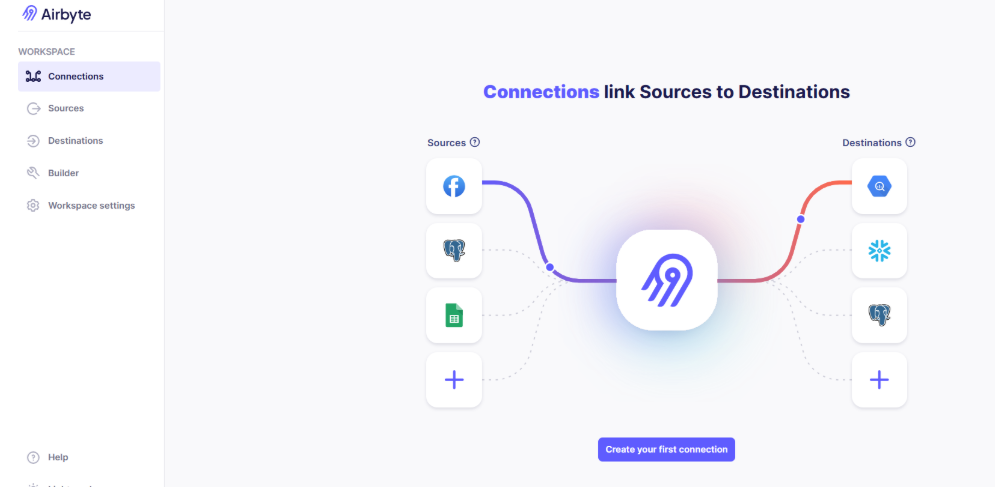 Airbyte
WORKSPACE
Connections
Sources
Destinations
Builder
Workspace settings
Help
Connections link Sources to Destinations
Sources
Destinations
Create your first connection